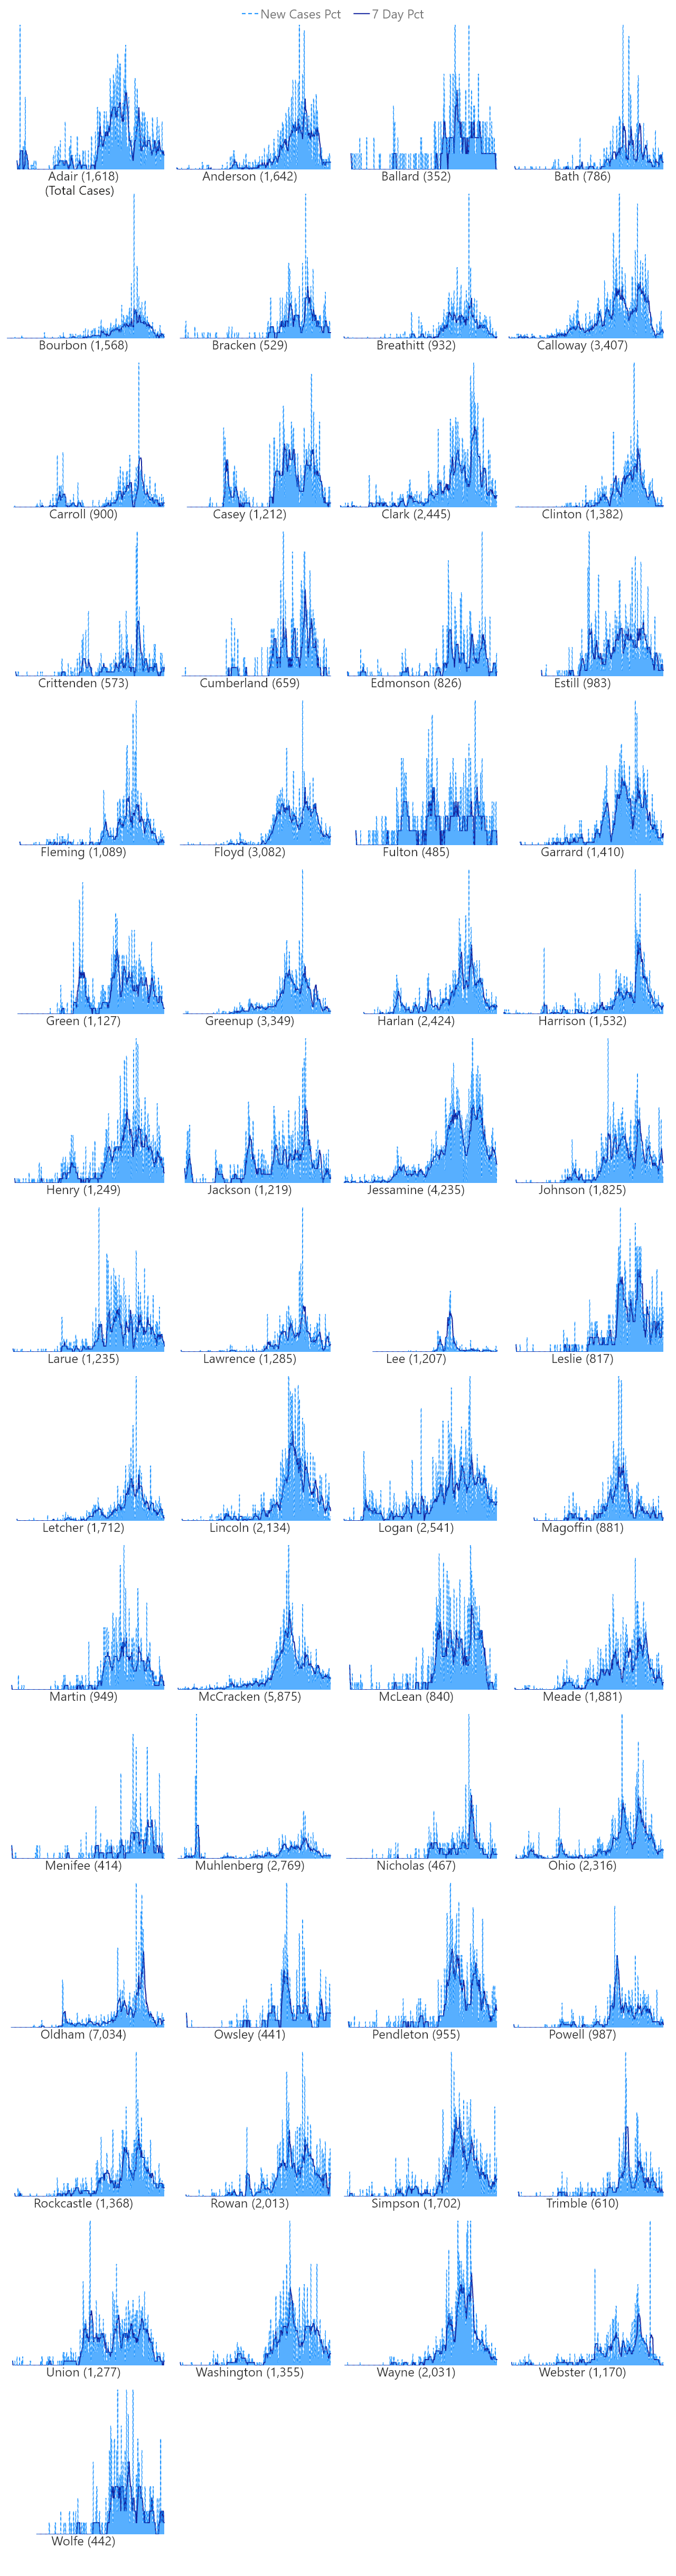 New Cases Pct 7 Day Pct
Adair (1,618) Anderson (1,642) Ballard (352) Bath (786)
(Total Cases)
Bourbon (1,568) Bracken (529) Breathitt (932) Calloway (3,407)
Carroll (900) Casey (1,212) Clark (2,445) Clinton (1,382)
Crittenden (573) Cumberland (659) Edmonson (826) Estill (983)
Fleming (1,089) Floyd (3,082) Fulton (485) Garrard (1,410)
Green (1,127) Greenup (3,349) Harlan (2,424) Harrison (1,532)
Henry (1,249) Jackson (1,219) Jessamine (4,235) Johnson (1,825)
Larue (1,235) Lawrence (1,285) Lee (1,207) Leslie (817)
Letcher (1,712) Lincoln (2,134) Logan (2,541) Magoffin (881)
Martin (949) McCracken (5,875) McLean (840) Meade (1,881)
Menifee (414) Muhlenberg (2,769) Nicholas (467) Ohio (2,316)
Oldham (7,034) Owsley (441) Pendleton (955) Powell (987)
Rockcastle (1,368) Rowan (2,013) Simpson (1,702) Trimble (610)
Union (1,277) Washington (1,355) Wayne (2,031) Webster (1,170)
Wolfe (442)